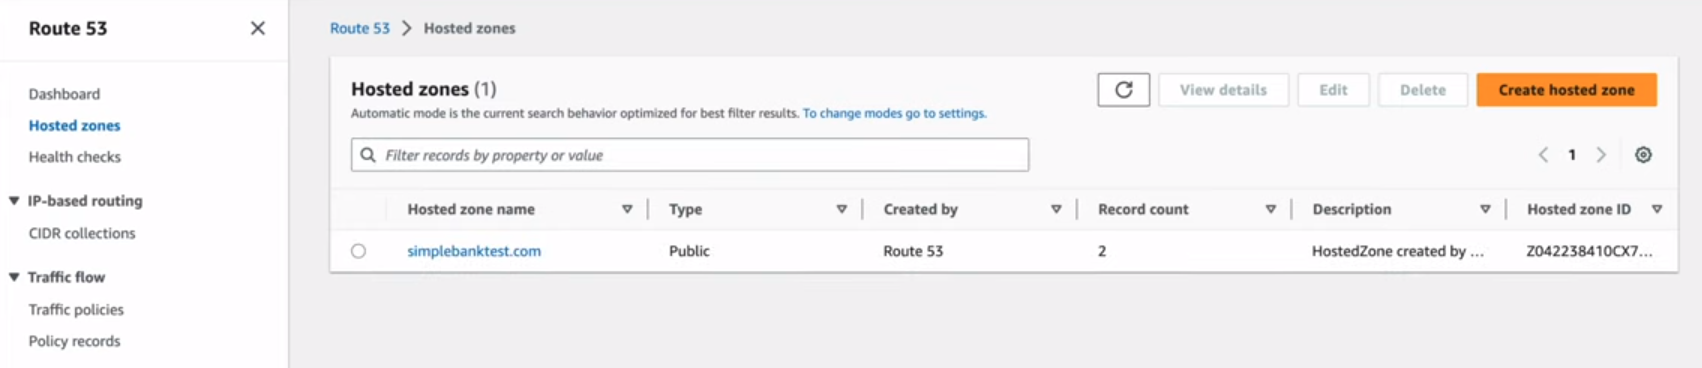 Route 53
Dashboard
Hosted zones
Health checks
IP-based routing
CIDR collections
Traffic flow
Traffic policies
Policy records
Route 53 > Hosted zones
Hosted zones (1)
Automatic mode is the current search behavior optimized for best filter results. To change modes go to settings.
View details Edit Delete Create hosted zone
Filter records by property or value
1
Hosted zone name Type Created by Record count Description Hosted zone ID
simplebanktest.com Public Route 53 2 HostedZone created by ... Z042238410CX7...